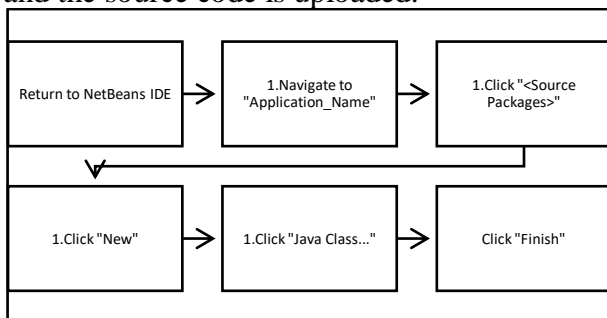 and the source code is uploaded.
Return to NetBeans IDE
1.Navigate to
"Application_Name"
1.Click "<Source
Packages>"
1.Click "New"
1.Click "Java Class..."
Click "Finish"